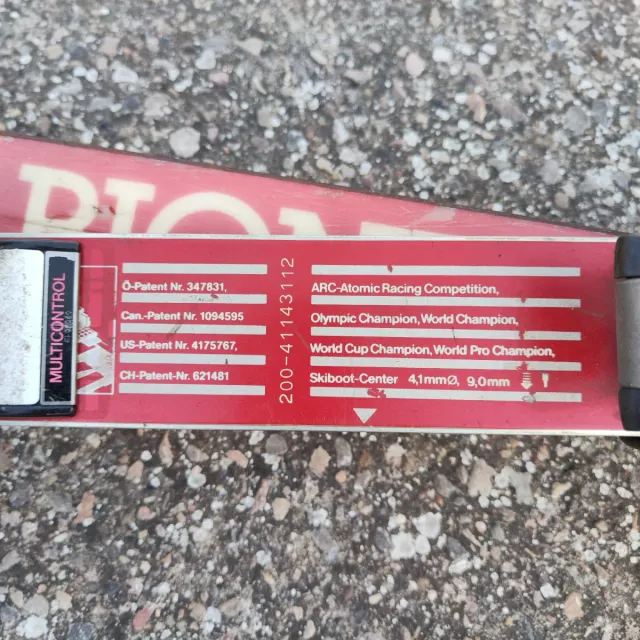 BION
MULTICONTROL
Ö-Patent Nr. 347831,
Can.-Patent Nr. 1094595
US-Patent Nr. 4175767,
CH-Patent-Nr. 621481
200-41143112
ARC-Atomic Racing Competition,
Olympic Champion, World Champion,
World Cup Champion, World Pro Champion,
Skiboot-Center 4,1mmØ, 9,0mm